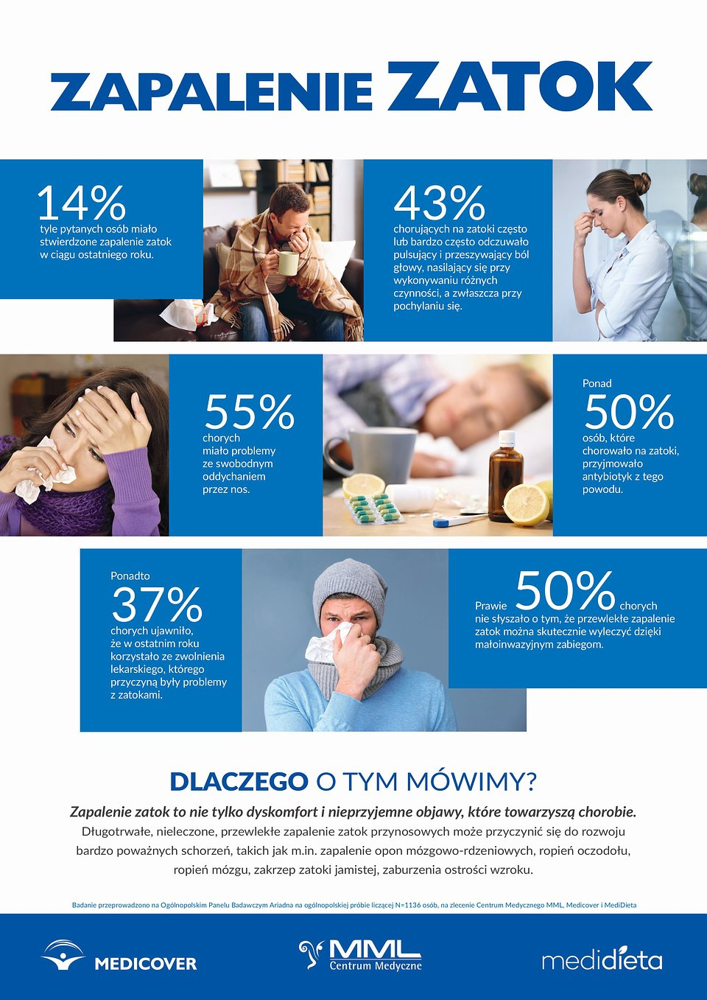 ZAPALENIE ZATOK
14%
tyle pytanych osób miało
stwierdzone zapalenie zatok
w ciągu ostatniego roku.
43%
chorujących na zatoki często
lub bardzo często odczuwało
pulsujący i przeszywający ból
głowy, nasilający się przy
wykonywaniu różnych
czynności, a zwłaszcza przy
pochylaniu się.
55%
chorych
miało problemy
ze swobodnym
oddychaniem
przez nos.
Ponad
50%
osób, które
chorowało na zatoki,
przyjmowało
antybiotyk z tego
powodu.
Ponadto
37%
chorych ujawniło,
że w ostatnim roku
korzystało ze zwolnienia
lekarskiego, którego
przyczyną były problemy
z zatokami.
Prawie 50% chorych
nie słyszało o tym, że przewlekłe zapalenie
zatok można skutecznie wyleczyć dzięki
małoinwazyjnym zabiegom.
DLACZEGO O TYM MÓWIMY?
Zapalenie zatok to nie tylko dyskomfort i nieprzyjemne objawy, które towarzyszą chorobie.
Długotrwałe, nieleczone, przewlekłe zapalenie zatok przynosowych może przyczynić się do rozwoju
bardzo poważnych schorzeń, takich jak m.in. zapalenie opon mózgowo-rdzeniowych, ropień oczodołu,
ropień mózgu, zakrzep zatoki jamistej, zaburzenia ostrości wzroku.
Badanie przeprowadzono na Ogólnopolskim Panelu Badawczym Ariadna na ogólnopolskiej próbie liczącej N=1136 osób, na zlecenie Centrum Medycznego MML, Medicover i MediDieta
MEDICOVER
MML
Centrum Medyczne
medidieta